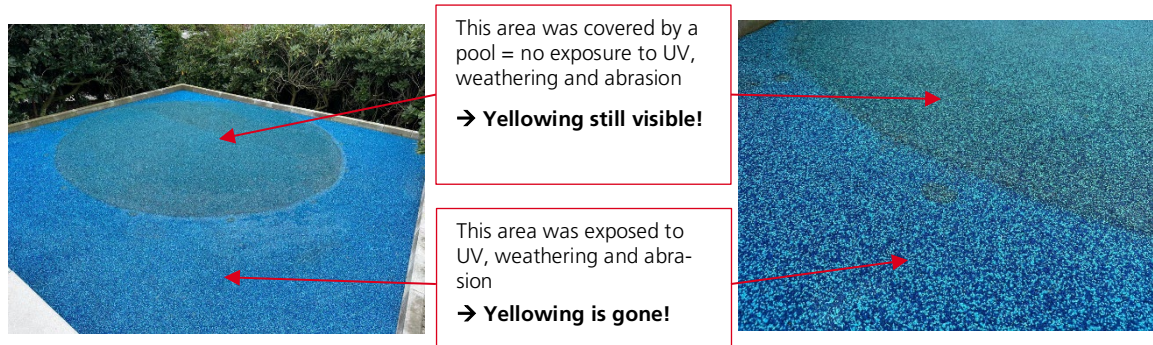 This area was covered by a
pool = no exposure to UV,
weathering and abrasion
→ Yellowing still visible!
This area was exposed to
UV, weathering and abra-
sion
→ Yellowing is gone!